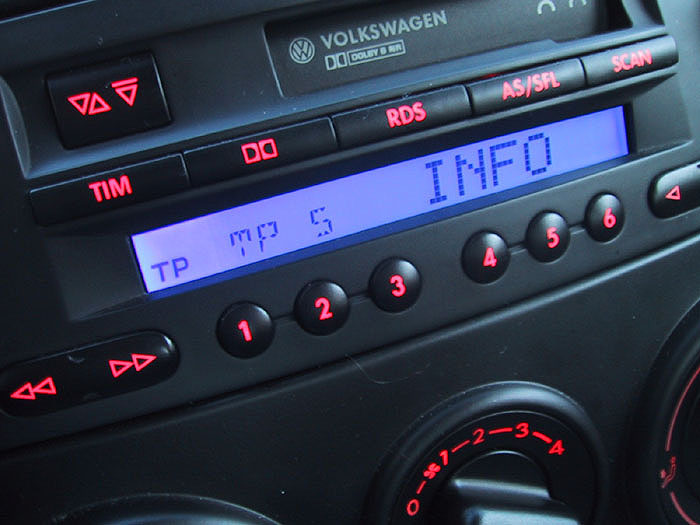 VOLKSWAGEN
DOLBY B N/R
TIM
RDS
AS/SFL
SCAN
INFO
TP
1
2
3
4
5
6
0
1
2
3
4